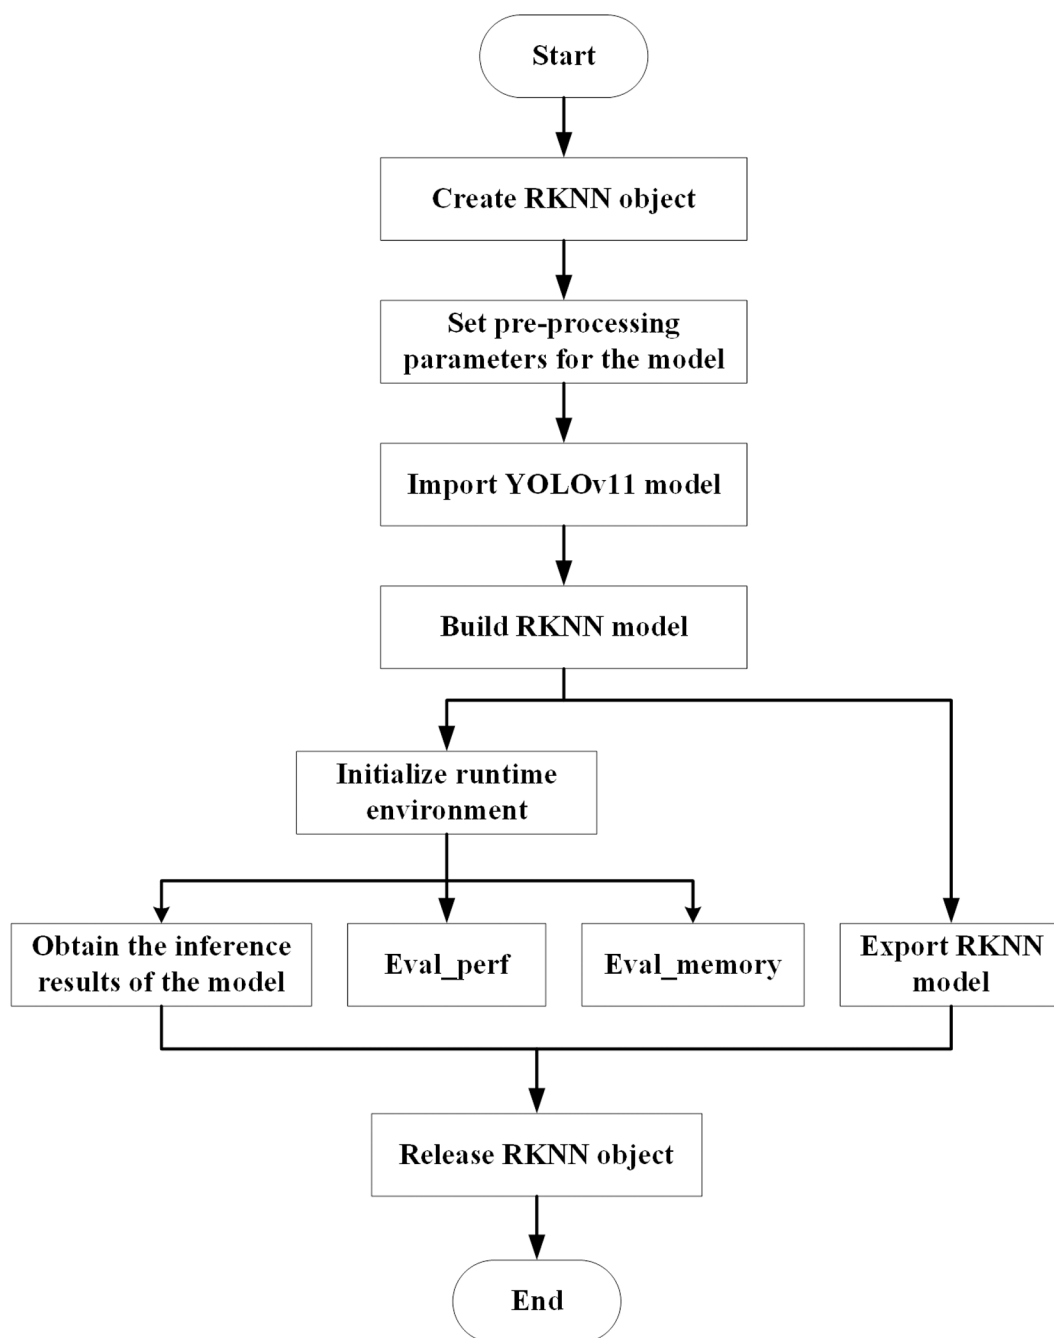 Start
Create RKNN object
Set pre-processing
parameters for the model
Import YOLOv11 model
Build RKNN model
Initialize runtime
environment
Obtain the inference
results of the model
Eval_perf
Eval_memory
Export RKNN
model
Release RKNN object
End